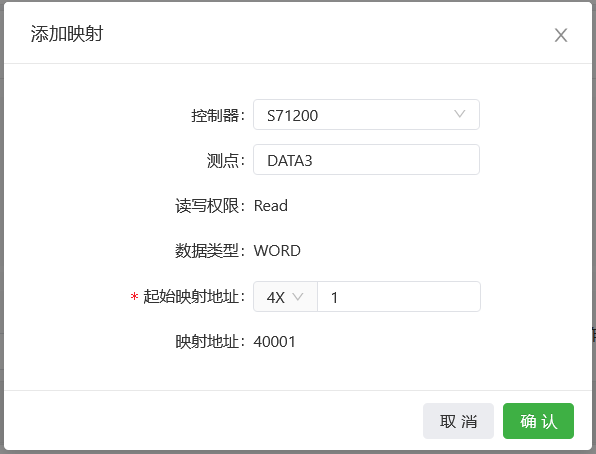 添加映射
控制器： S71200
测点： DATA3
读写权限： Read
数据类型： WORD
* 起始映射地址： 4X 1
映射地址： 40001
取 消 确 认